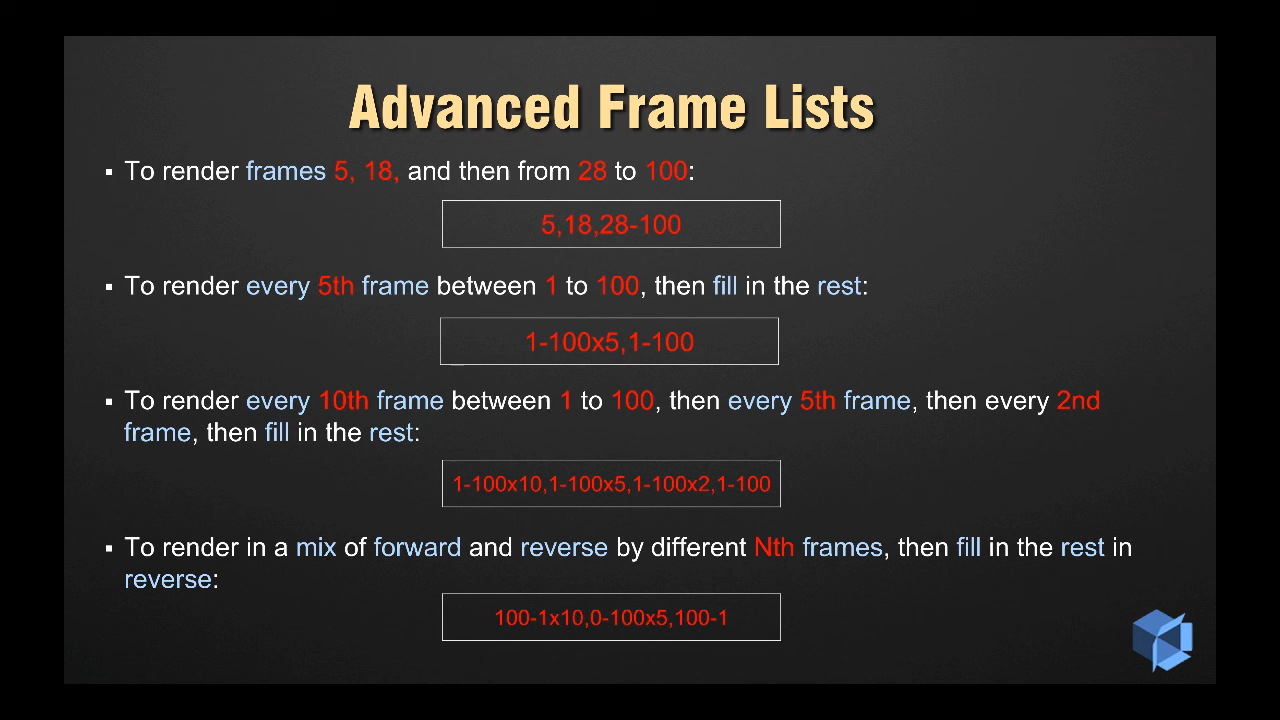 Advanced Frame Lists
▪ To render frames 5, 18, and then from 28 to 100:
5,18,28-100
▪ To render every 5th frame between 1 to 100, then fill in the rest:
1-100x5,1-100
▪ To render every 10th frame between 1 to 100, then every 5th frame, then every 2nd
frame, then fill in the rest:
1-100x10,1-100x5,1-100x2,1-100
▪ To render in a mix of forward and reverse by different Nth frames, then fill in the rest in
reverse:
100-1x10,0-100x5,100-1